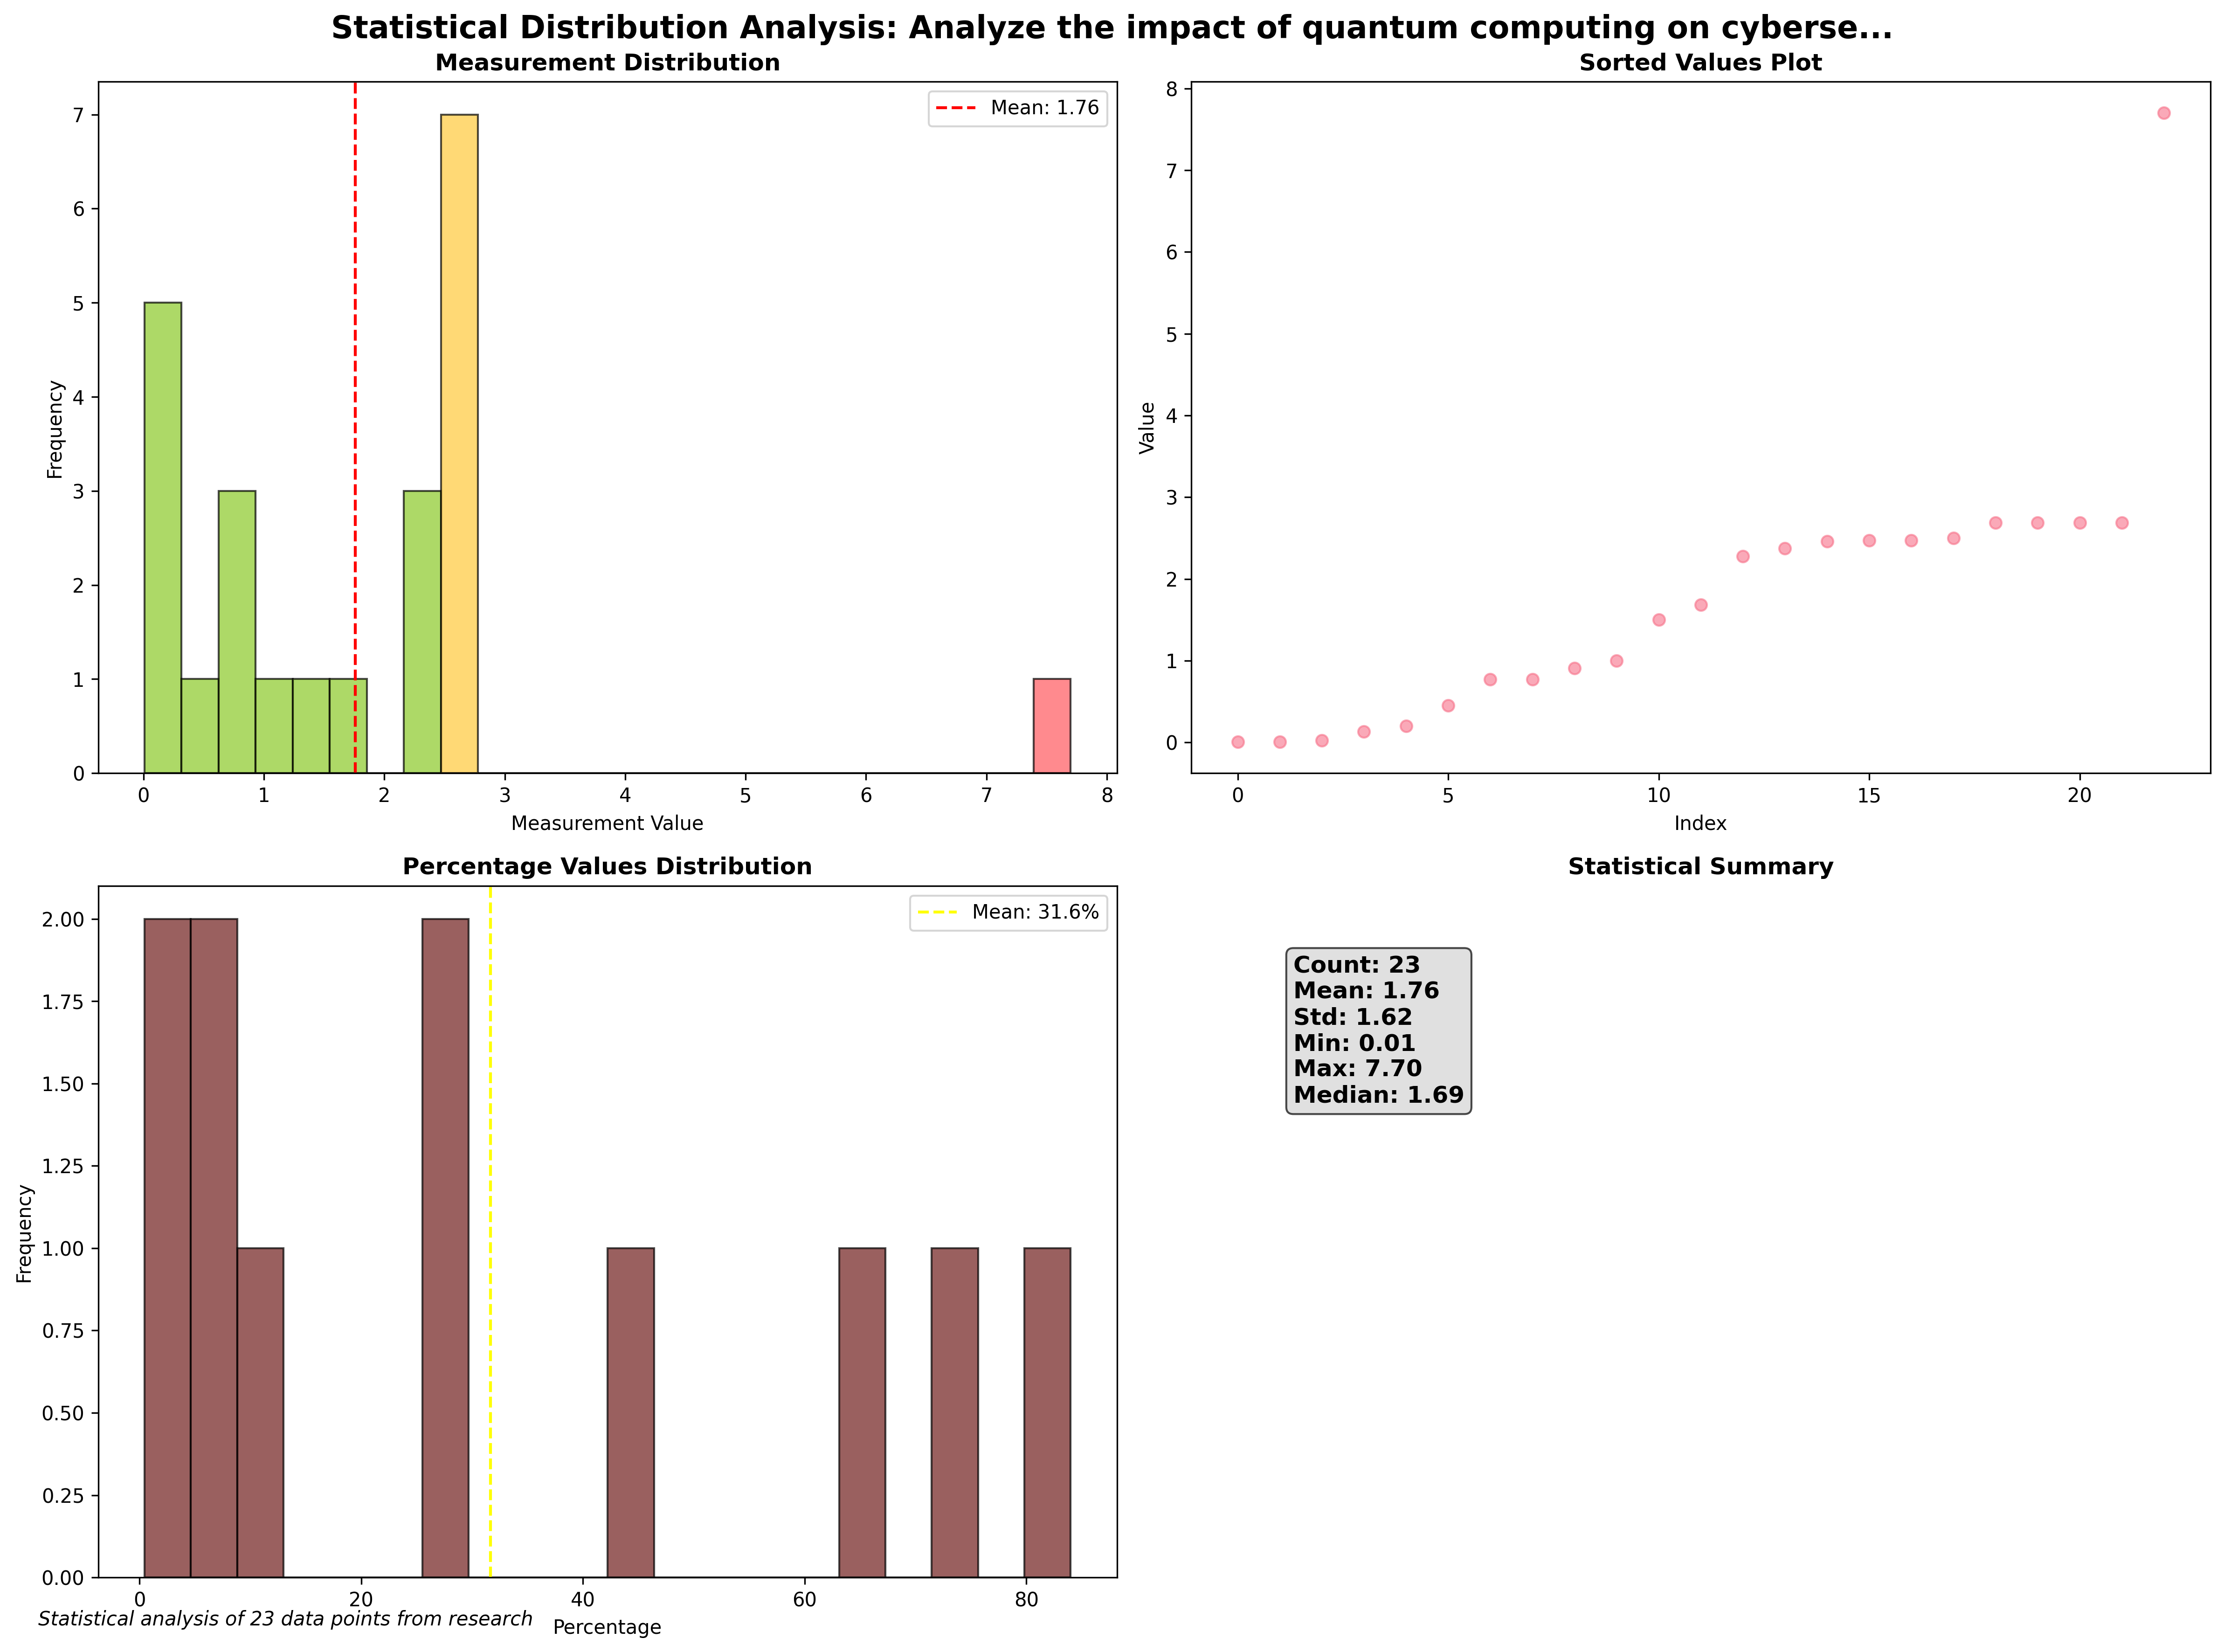 Statistical Distribution Analysis: Analyze the impact of quantum computing on cyberse...
Measurement Distribution
Mean: 1.76
7
6
5
4
3
2
1
0
Frequency
0 1 2 3 4 5 6 7 8
Measurement Value
Sorted Values Plot
8
7
6
5
4
3
2
1
0
Value
0 5 10 15 20
Index
Percentage Values Distribution
Mean: 31.6%
2.00
1.75
1.50
1.25
1.00
0.75
0.50
0.25
0.00
Frequency
0 20 40 60 80
Percentage
Statistical Summary
Count: 23
Mean: 1.76
Std: 1.62
Min: 0.01
Max: 7.70
Median: 1.69
Statistical analysis of 23 data points from research